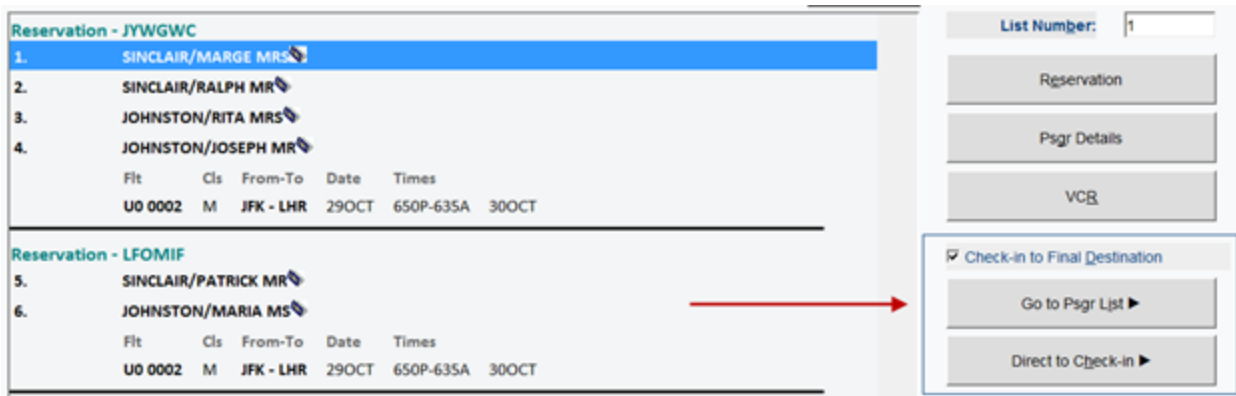 Reservation - JYWGWC
1. SINCLAIR/MARGE MRS
2. SINCLAIR/RALPH MR
3. JOHNSTON/RITA MRS
4. JOHNSTON/JOSEPH MR
Flt Cls From-To Date Times
U0 0002 M JFK - LHR 29OCT 650P-635A 30OCT
Reservation - LFOMIF
5. SINCLAIR/PATRICK MR
6. JOHNSTON/MARIA MS
Flt Cls From-To Date Times
U0 0002 M JFK - LHR 29OCT 650P-635A 30OCT
List Number: 1
Reservation
Psgr Details
VCR
Check-in to Final Destination
Go to Psgr List ▶
Direct to Check-in ▶